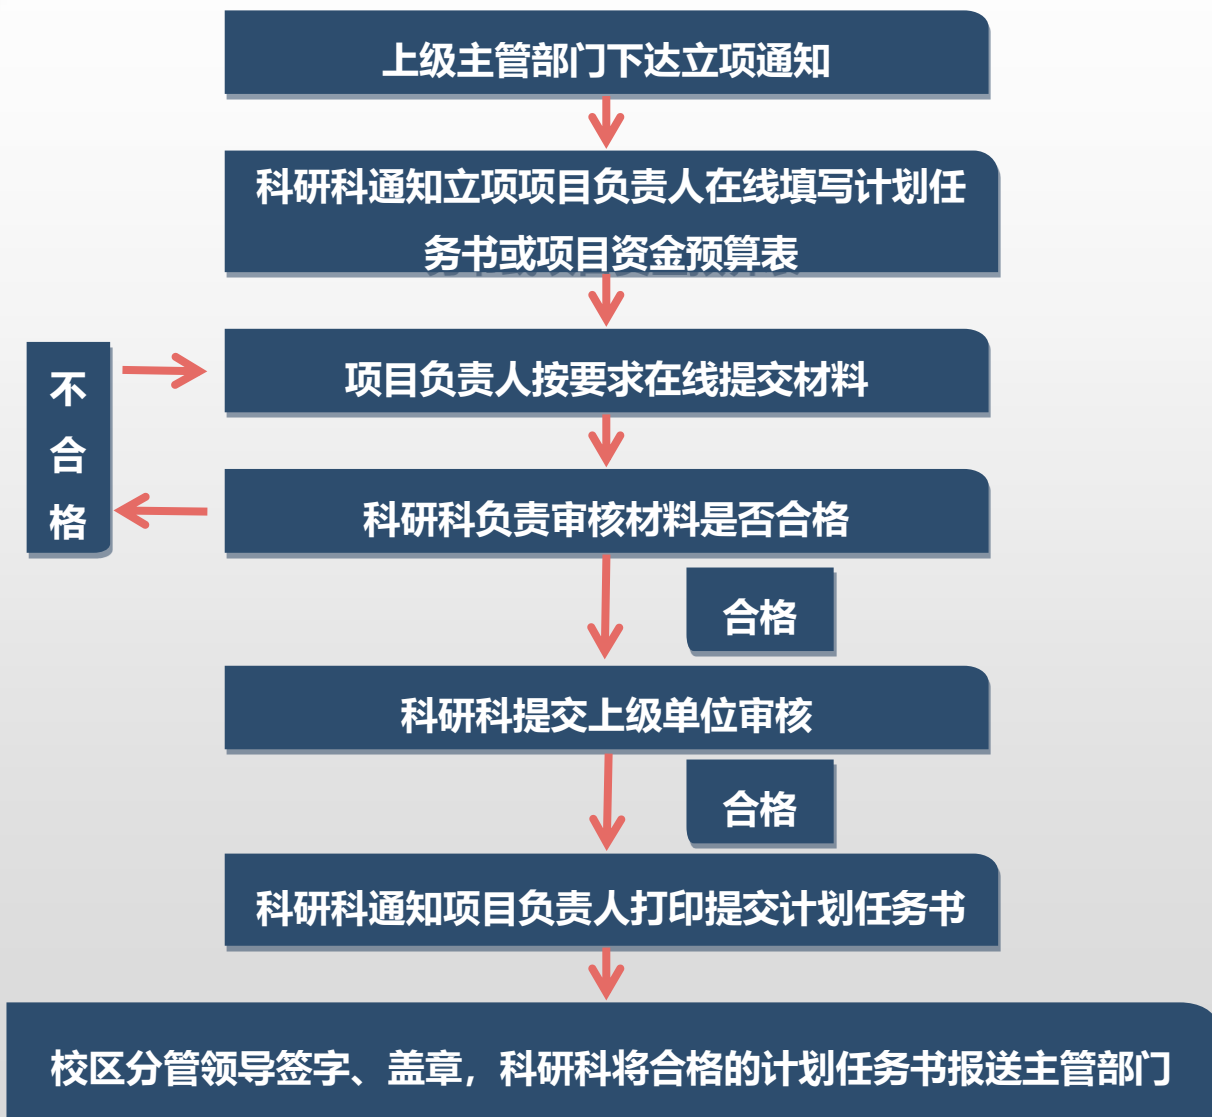 上级主管部门下达立项通知
科研科通知立项项目负责人在线填写计划任
务书或项目资金预算表
项目负责人按要求在线提交材料
不
合
格
科研科负责审核材料是否合格
合格
科研科提交上级单位审核
合格
科研科通知项目负责人打印提交计划任务书
校区分管领导签字、盖章，科研科将合格的计划任务书报送主管部门